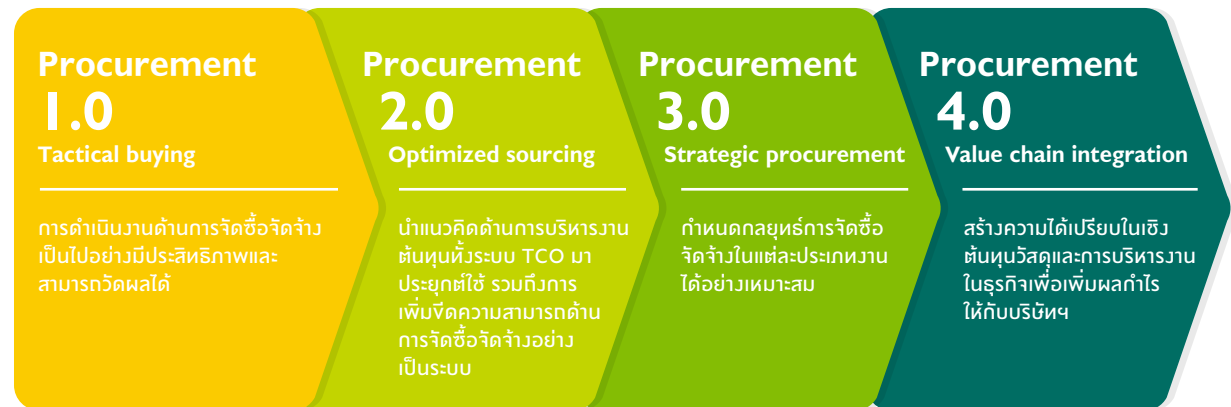 Procurement
1.0
Tactical buying
การดำเนินงานด้านการจัดซื้อจัดจ้าง
เป็นไปอย่างมีประสิทธิภาพและ
สามารถวัดผลได้
Procurement
2.0
Optimized sourcing
นำแนวคิดด้านการบริหารงาน
ต้นทุนทั้งระบบ TCO มา
ประยุกต์ใช้ รวมถึงการ
เพิ่มขีดความสามารถด้าน
การจัดซื้อจัดจ้างอย่าง
เป็นระบบ
Procurement
3.0
Strategic procurement
กำหนดกลยุทธ์การจัดซื้อ
จัดจ้างในแต่ละประเภทงาน
ได้อย่างเหมาะสม
Procurement
4.0
Value chain integration
สร้างความได้เปรียบในเชิง
ต้นทุนวัสดุและการบริหารงาน
ในธุรกิจเพื่อเพิ่มผลกำไร
ให้กับบริษัทฯ